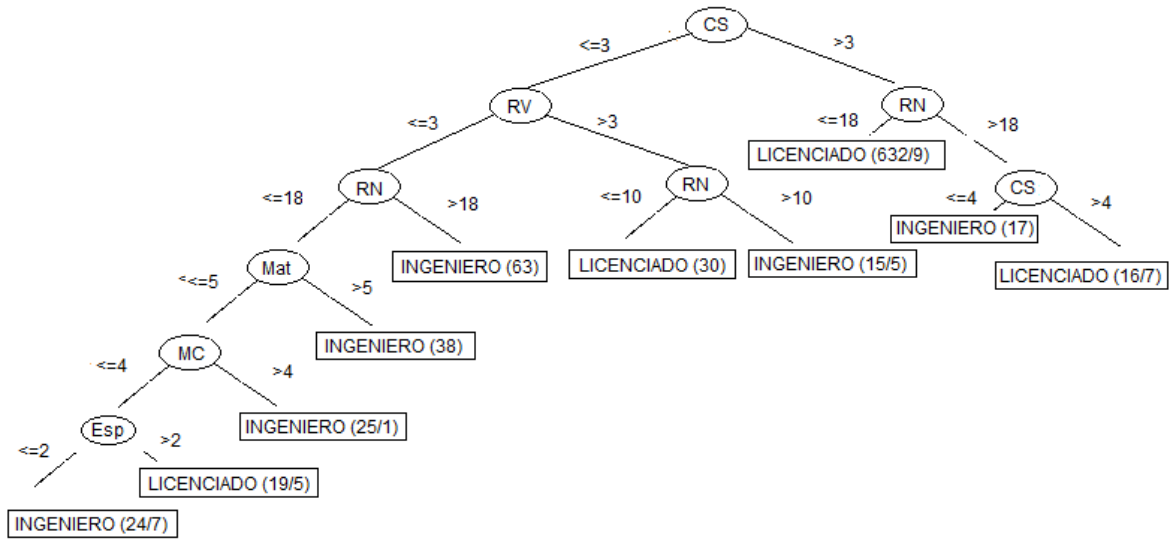 CS
<=3
>3
RV
RN
<=3
>3
<=18
>18
LICENCIADO (632/9)
RN
RN
CS
<=18
>18
<=10
>10
<=4
>4
INGENIERO (17)
Mat
INGENIERO (63)
LICENCIADO (30)
INGENIERO (15/5)
LICENCIADO (16/7)
<<=5
>5
MC
INGENIERO (38)
<=4
>4
Esp
INGENIERO (25/1)
<=2
>2
LICENCIADO (19/5)
INGENIERO (24/7)